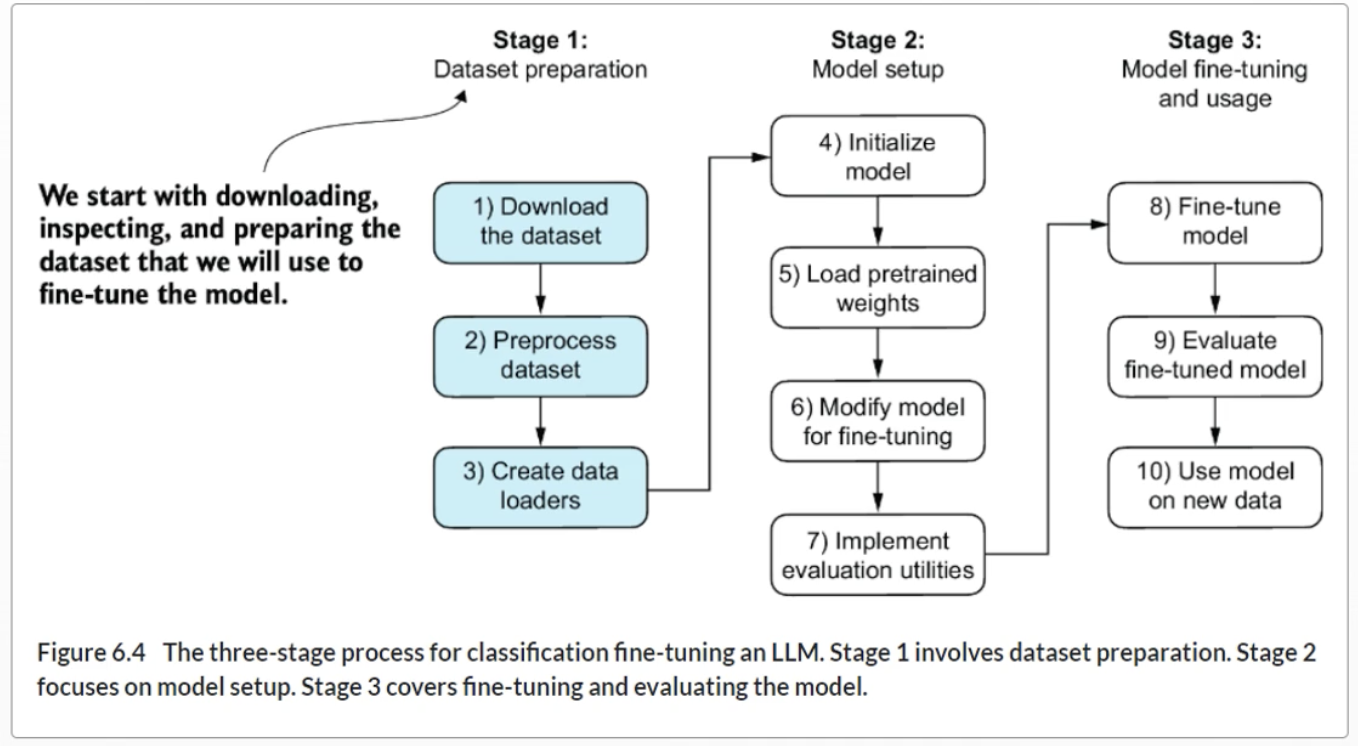 Stage 1:
Dataset preparation
We start with downloading,
inspecting, and preparing the
dataset that we will use to
fine-tune the model.
1) Download
the dataset
2) Preprocess
dataset
3) Create data
loaders
Stage 2:
Model setup
4) Initialize
model
5) Load pretrained
weights
6) Modify model
for fine-tuning
7) Implement
evaluation utilities
Stage 3:
Model fine-tuning
and usage
8) Fine-tune
model
9) Evaluate
fine-tuned model
10) Use model
on new data
Figure 6.4 The three-stage process for classification fine-tuning an LLM. Stage 1 involves dataset preparation. Stage 2
focuses on model setup. Stage 3 covers fine-tuning and evaluating the model.